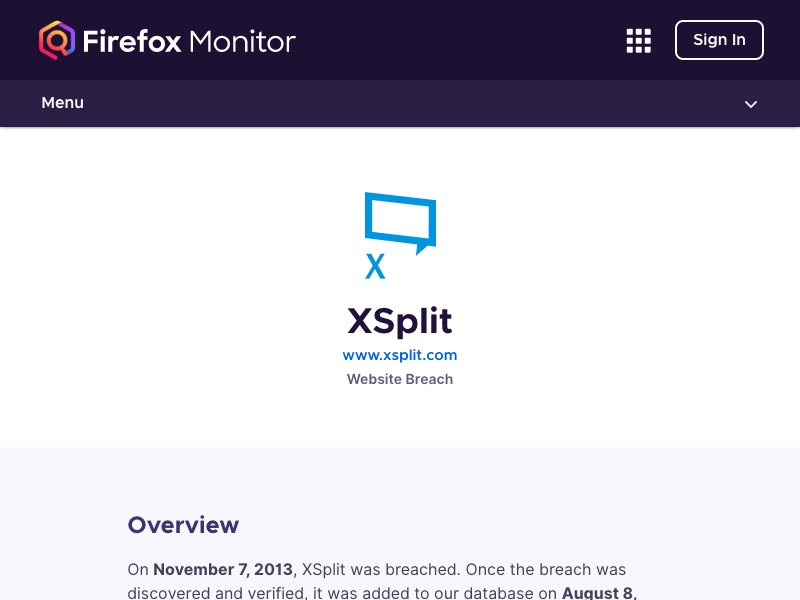 Firefox Monitor
Sign In
Menu
X
XSplit
www.xsplit.com
Website Breach
Overview
On November 7, 2013, XSplit was breached. Once the breach was
discovered and verified, it was added to our database on August 8,